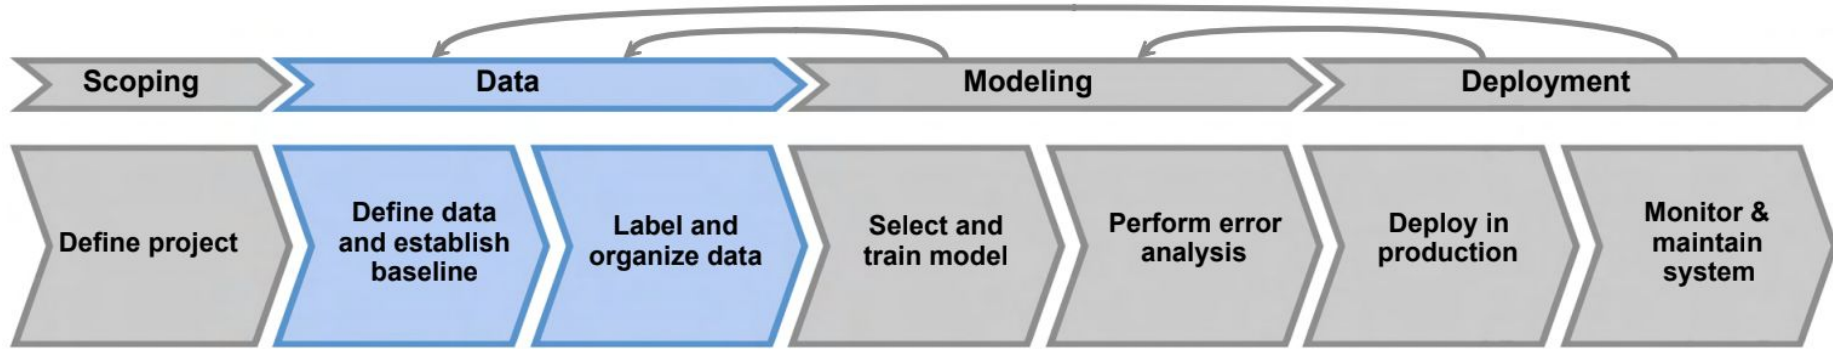 Scoping
Data
Modeling
Deployment
Define project
Define data
and establish
baseline
Label and
organize data
Select and
train model
Perform error
analysis
Deploy in
production
Monitor &
maintain
system